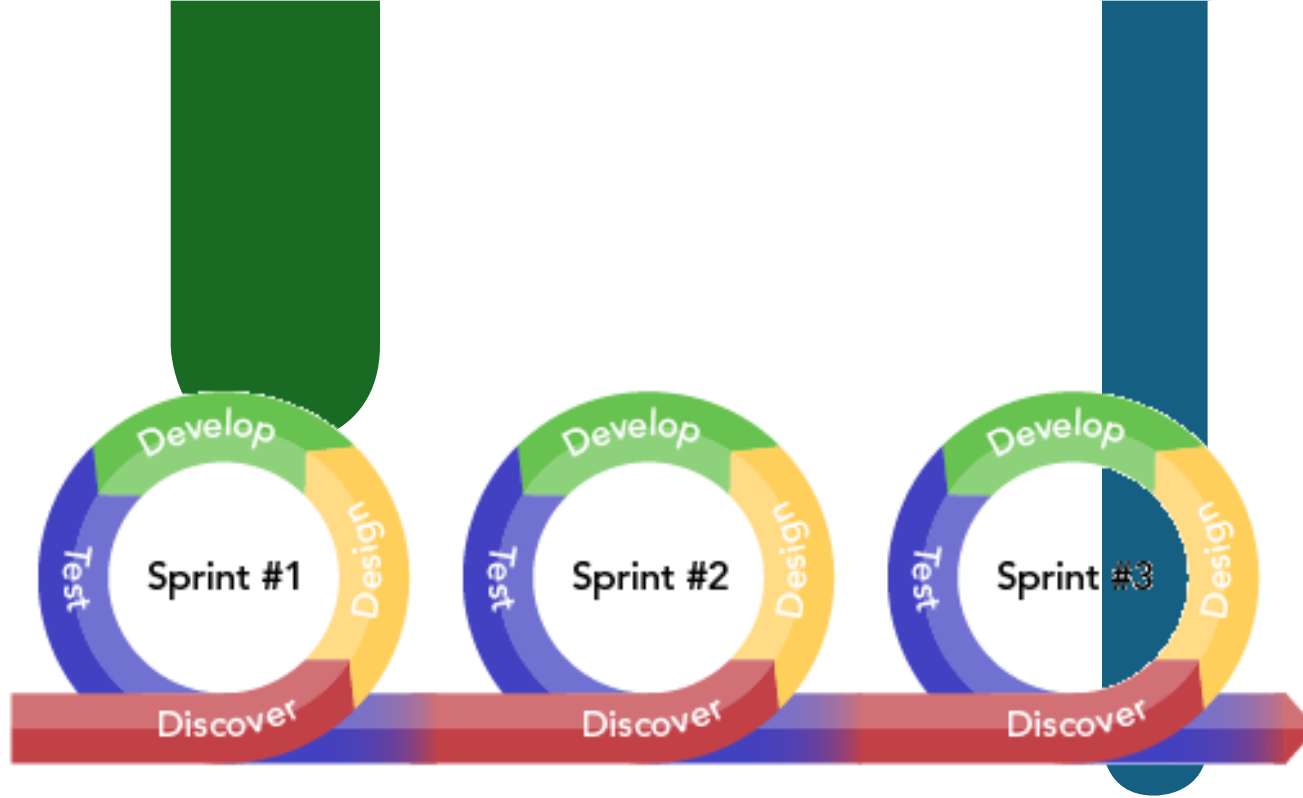 Develop
Test
Sprint #1
Design
Discover
Develop
Test
Sprint #2
Design
Discover
Develop
Test
Sprint #3
Design
Discover